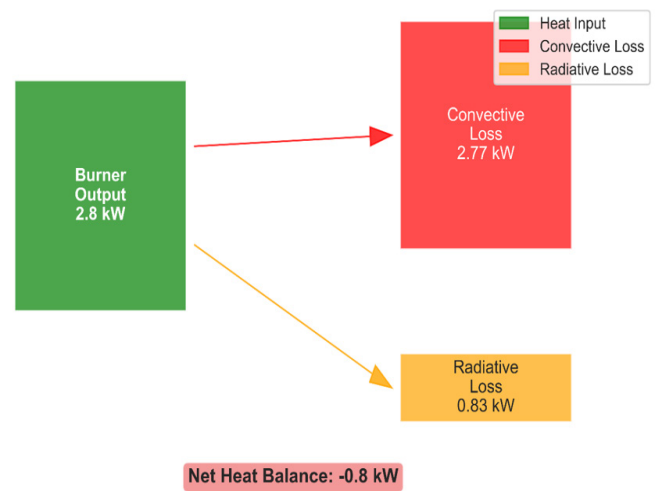 Heat Input
Convective Loss
Radiative Loss
Convective
Loss
2.77 kW
Burner
Output
2.8 kW
Radiative
Loss
0.83 kW
Net Heat Balance: -0.8 kW